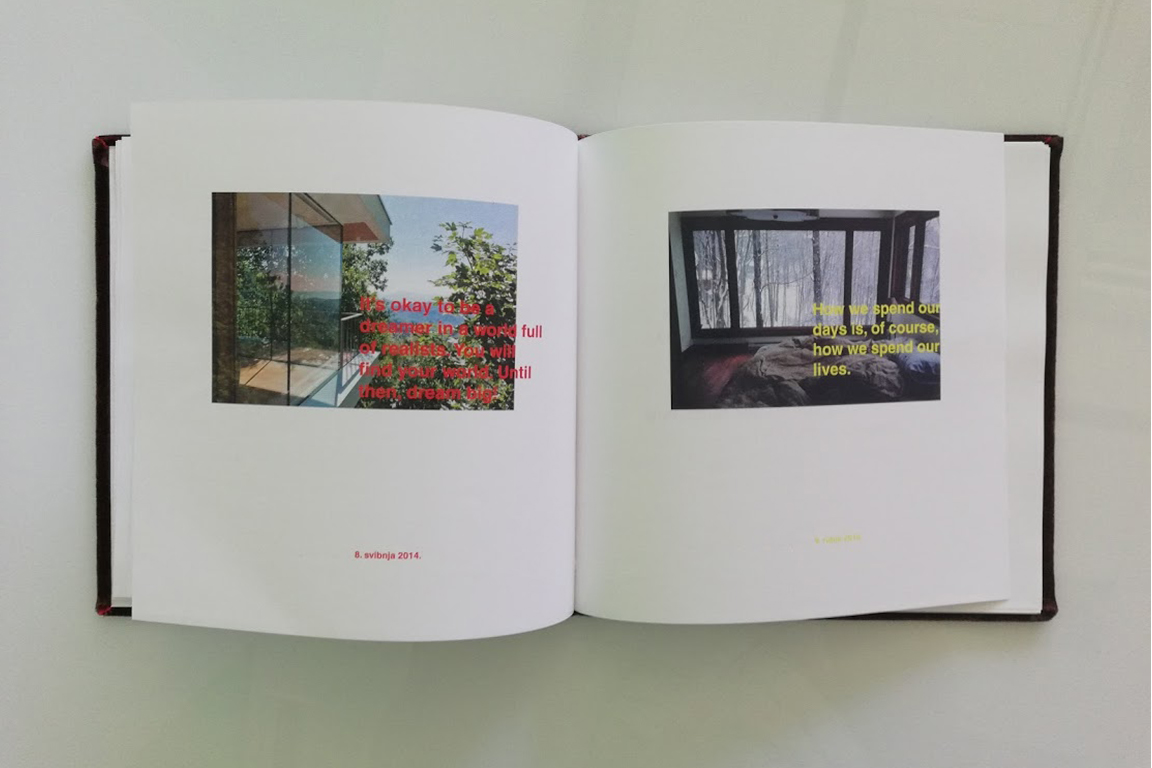 It's okay to be a
dreamer in a world full
of realists. You will
find your world. Until
then, dream big.
8. svibnja 2014.
How we spend our
days is, of course,
how we spend our
lives.